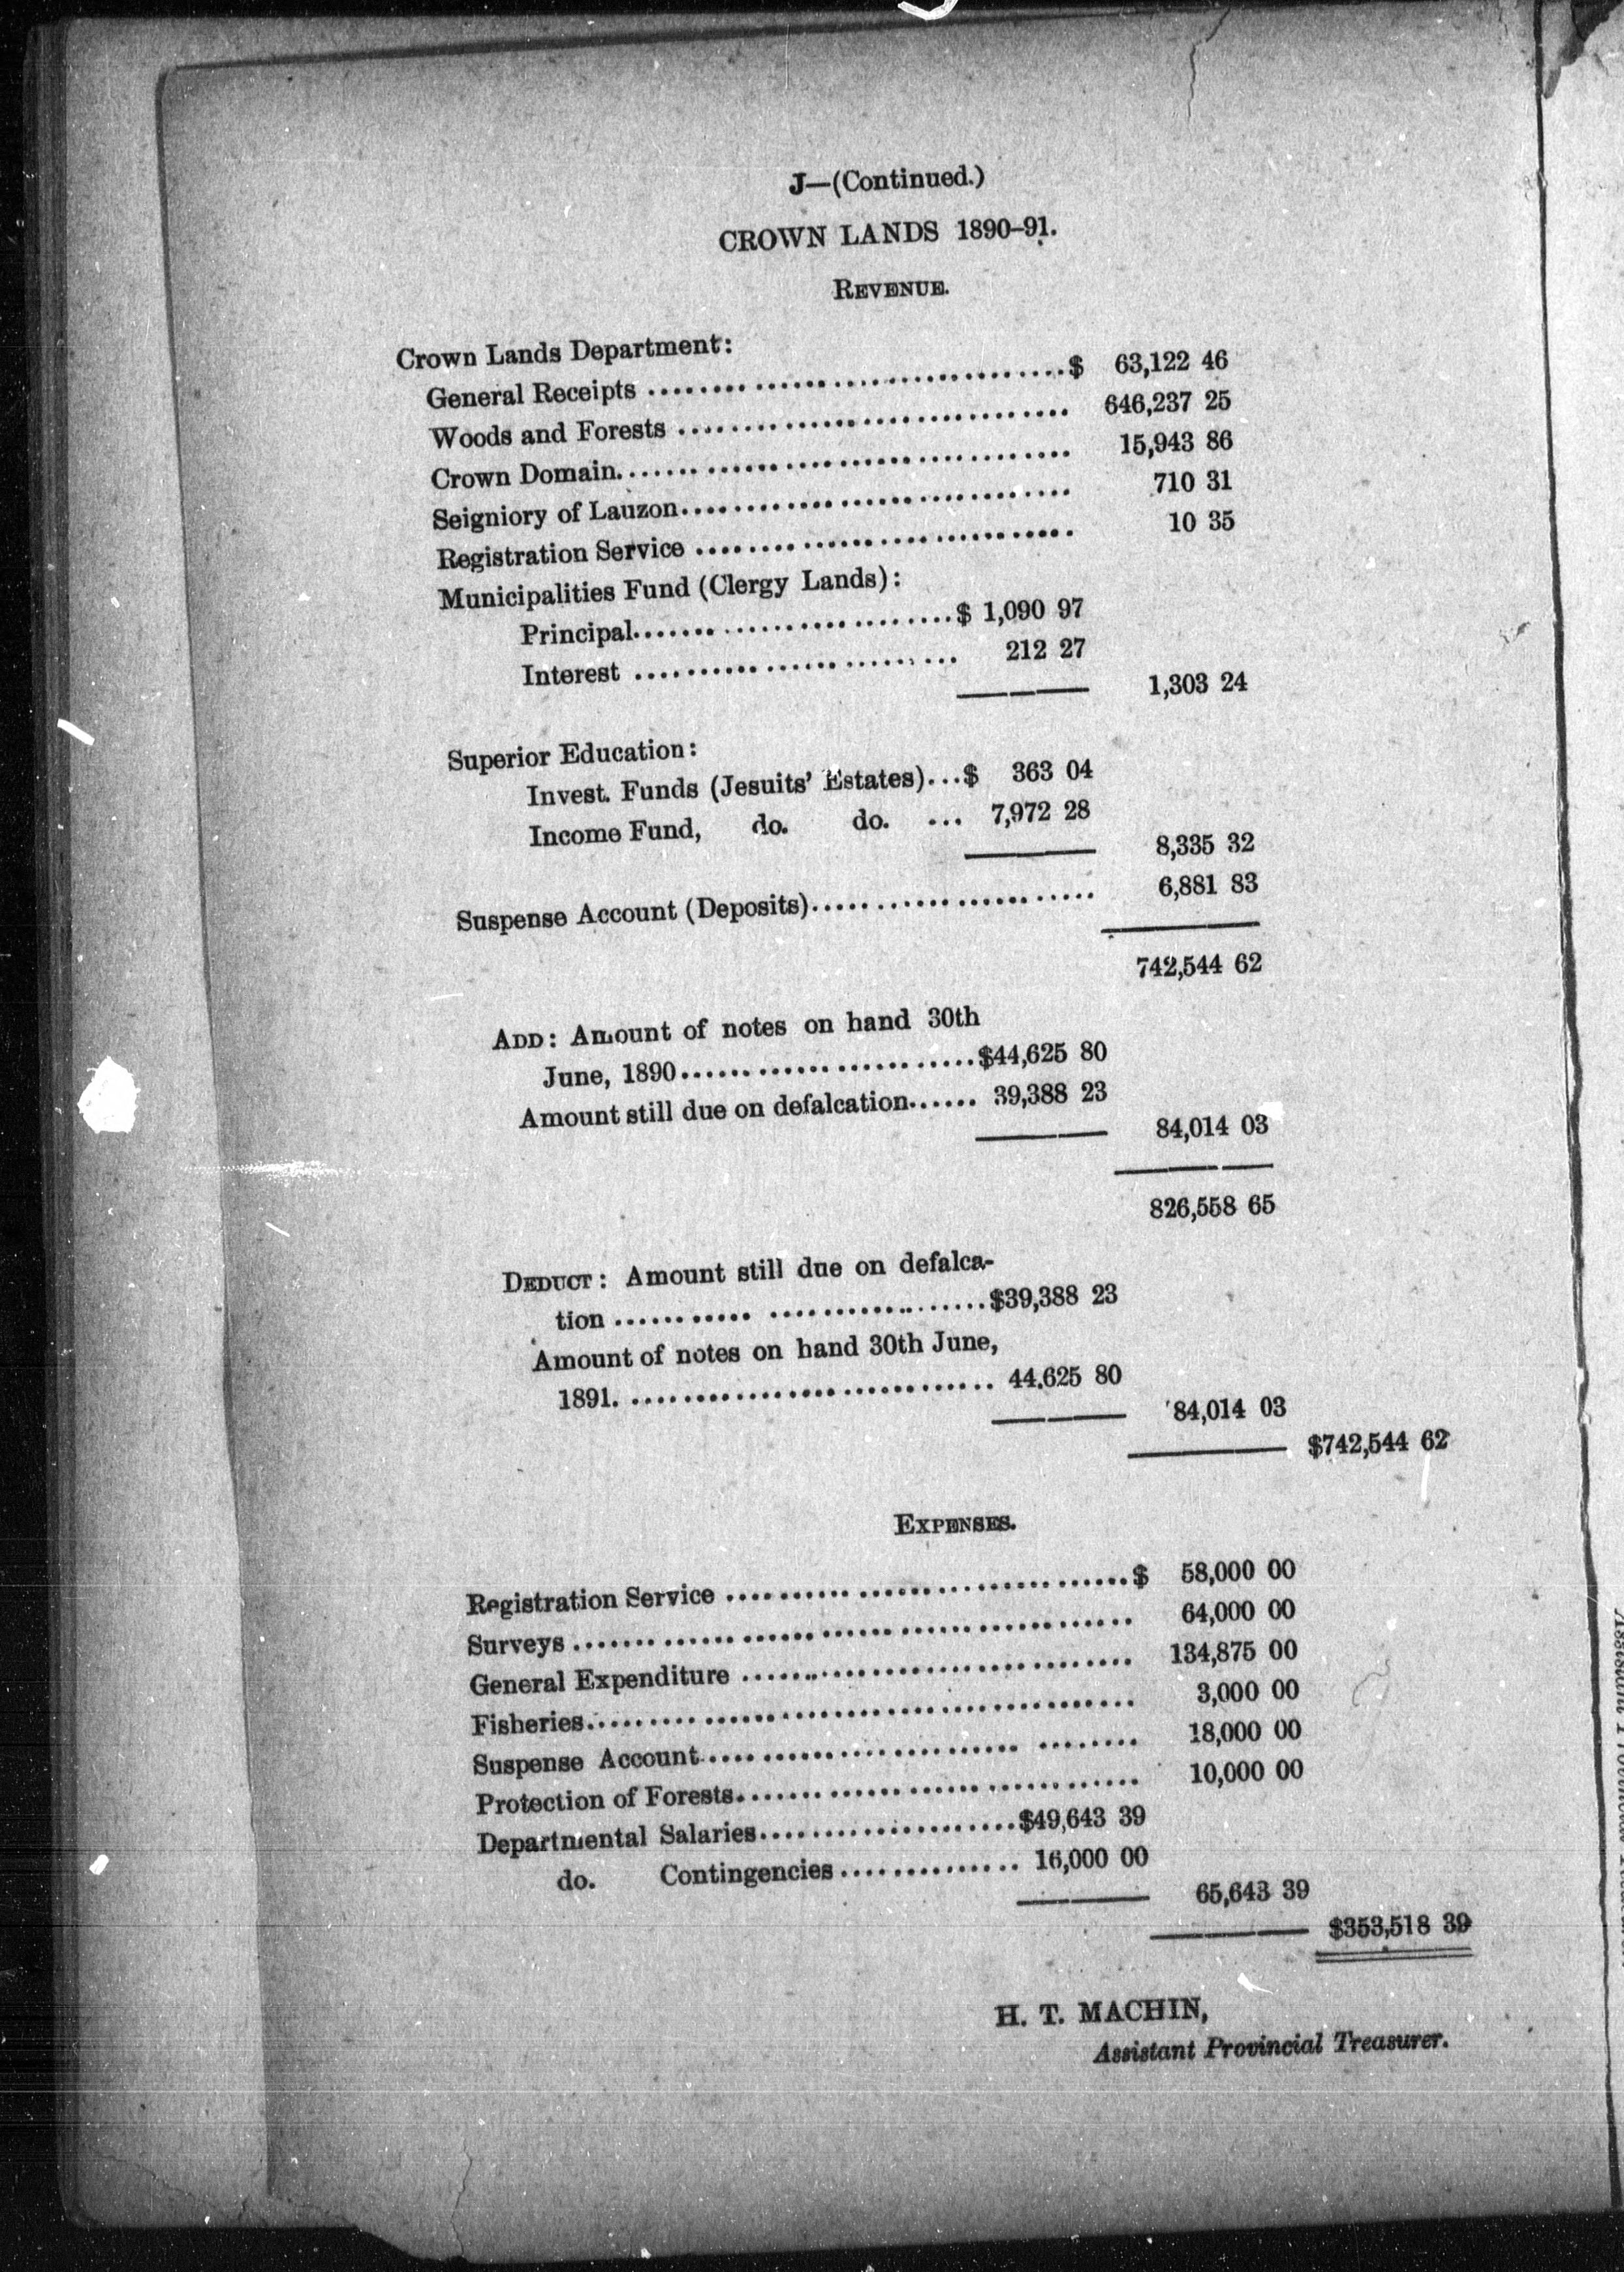 J—(Continued.)
CROWN LANDS 1890–91.
REVENUE.
Crown Lands Department:
General Receipts ........................................$ 63,122 46
Woods and Forests ........................................ 646,237 25
Crown Domain........................................ 15,943 86
Seigniory of Lauzon........................................ 710 31
Registration Service ........................................ 10 35
Municipalities Fund (Clergy Lands):
Principal..............................$ 1,090 97
Interest .............................. 212 27
1,303 24
Superior Education:
Invest. Funds (Jesuits' Estates)...$ 363 04
Income Fund, do. do. ... 7,972 28
8,335 32
Suspense Account (Deposits)........................ 6,881 83
742,544 62
ADD: Amount of notes on hand 30th
June, 1890........................$44,625 80
Amount still due on defalcation...... 39,388 23
84,014 03
826,558 65
DEDUCT: Amount still due on defalca-
tion ..............................$39,388 23
Amount of notes on hand 30th June,
1891. .............................. 44,625 80
84,014 03
$742,544 62
EXPENSES.
Registration Service ........................................$ 58,000 00
Surveys ........................................ 64,000 00
General Expenditure ........................................ 134,875 00
Fisheries........................................ 3,000 00
Suspense Account........................................ 18,000 00
Protection of Forests........................................ 10,000 00
Departmental Salaries........................$49,643 39
do. Contingencies .............. 16,000 00
65,643 39
$353,518 39
H. T. MACHIN,
Assistant Provincial Treasurer.